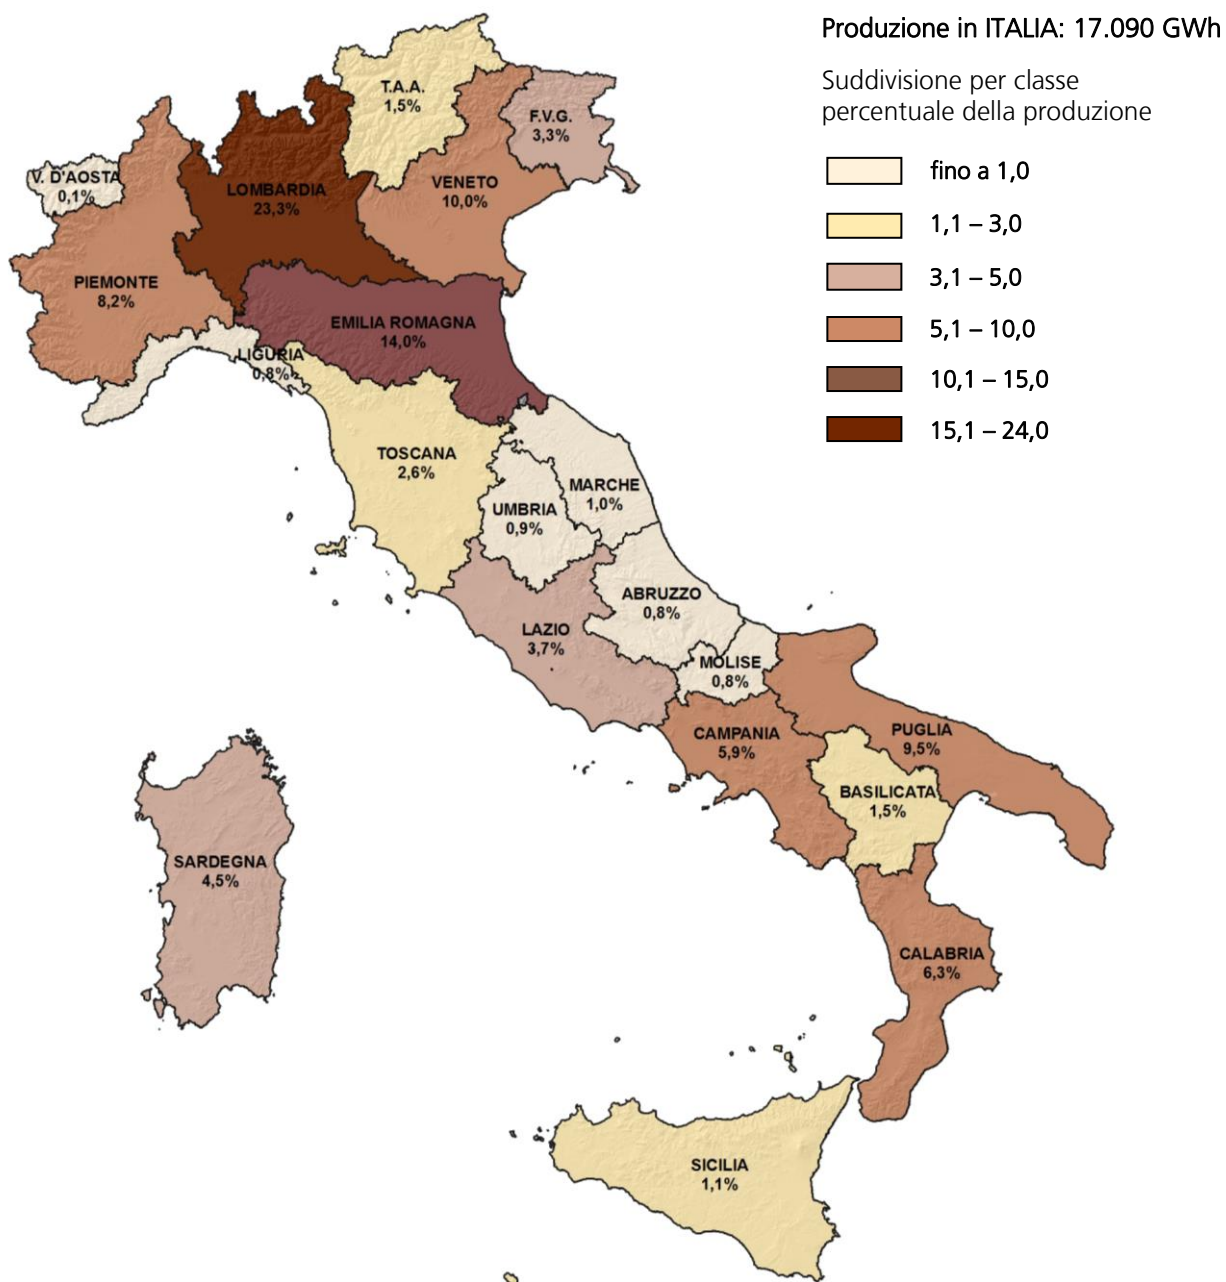 Produzione in ITALIA: 17.090 GWh
Suddivisione per classe
percentuale della produzione
fino a 1,0
1,1 – 3,0
3,1 – 5,0
5,1 – 10,0
10,1 – 15,0
15,1 – 24,0
T.A.A.
1,5%
F.V.G.
3,3%
V. D'AOSTA
0,1%
LOMBARDIA
23,3%
VENETO
10,0%
PIEMONTE
8,2%
EMILIA ROMAGNA
14,0%
LIGURIA
0,8%
TOSCANA
2,6%
MARCHE
1,0%
UMBRIA
0,9%
ABRUZZO
0,8%
LAZIO
3,7%
MOLISE
0,8%
CAMPANIA
5,9%
PUGLIA
9,5%
BASILICATA
1,5%
SARDEGNA
4,5%
CALABRIA
6,3%
SICILIA
1,1%